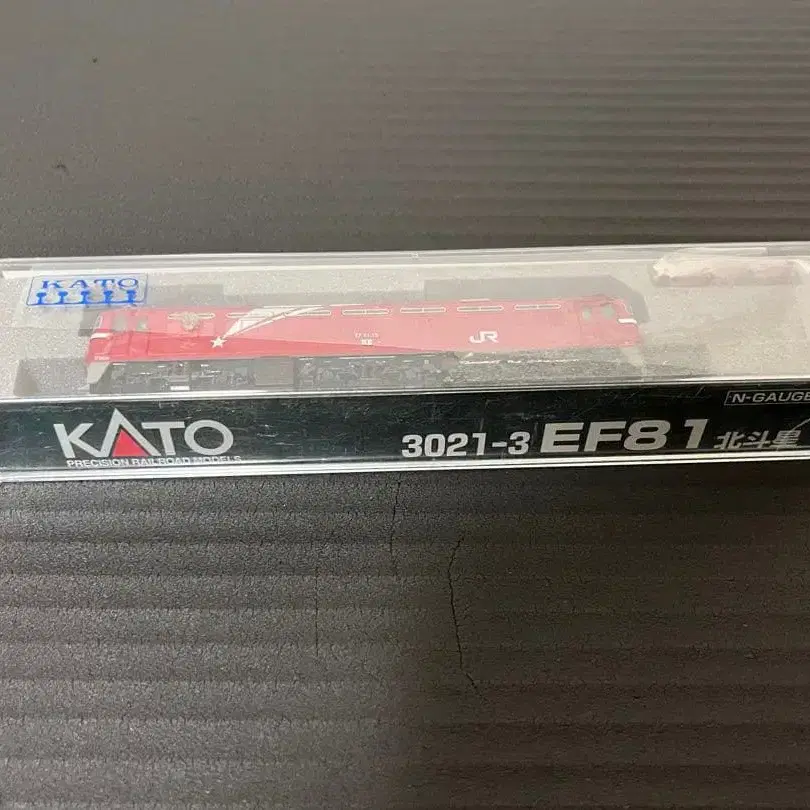 KATO
JR
N-GAUGE
KATO
PRECISION RAILROAD MODELS
3021-3 EF81 北斗星